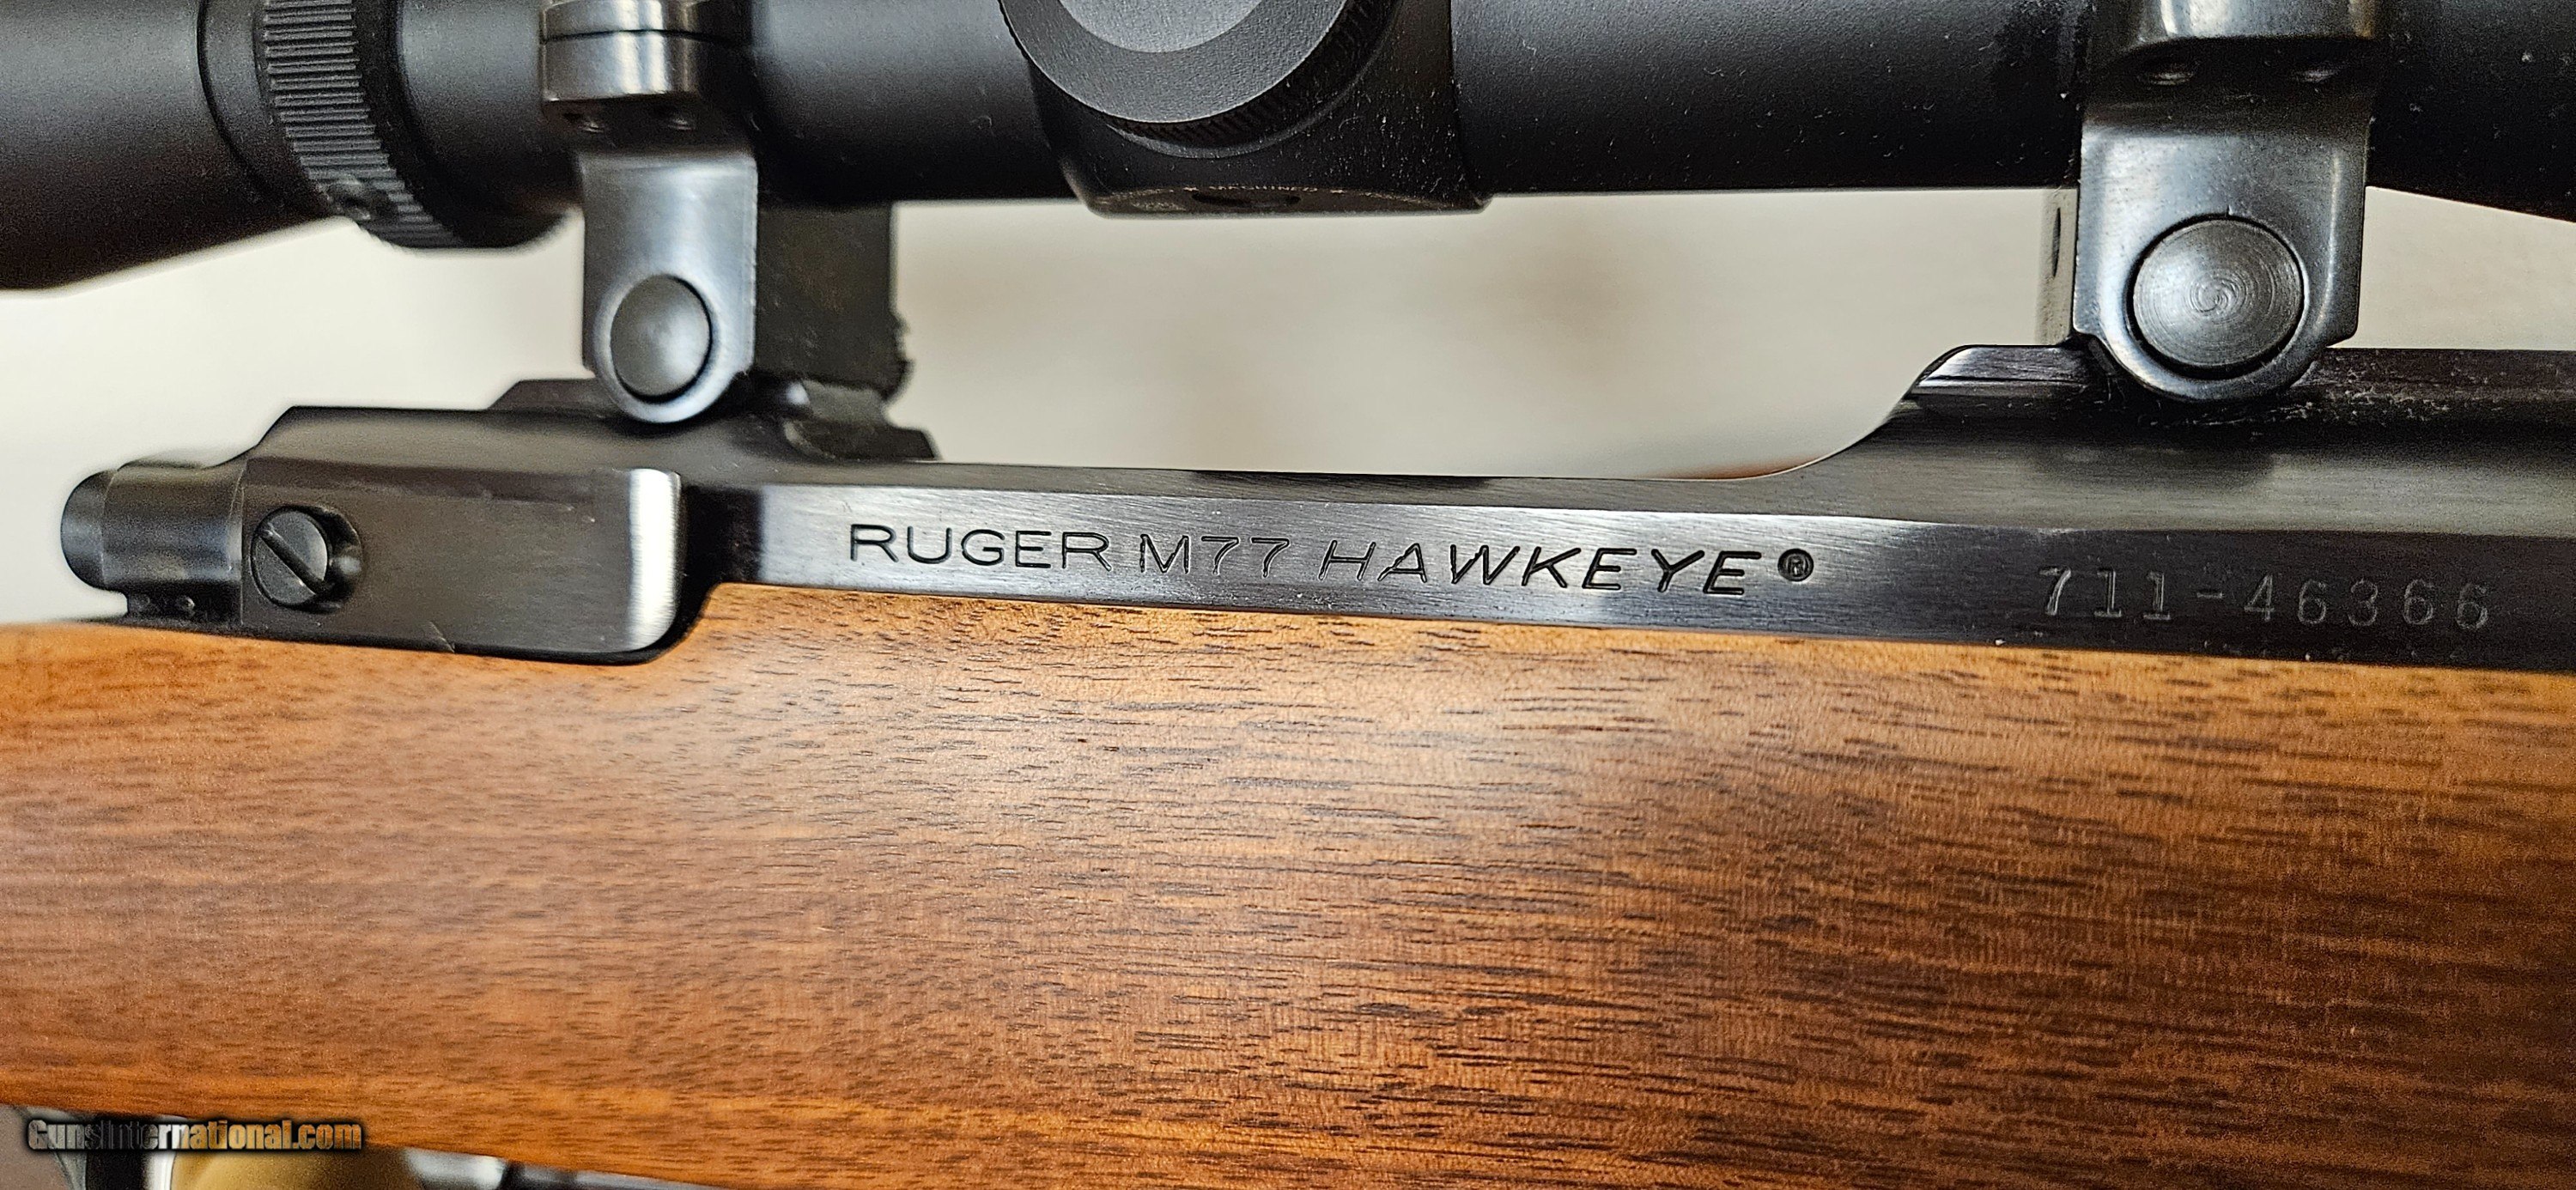 RUGER M77 HAWKEYE®
711-46366
GunsInternational.com